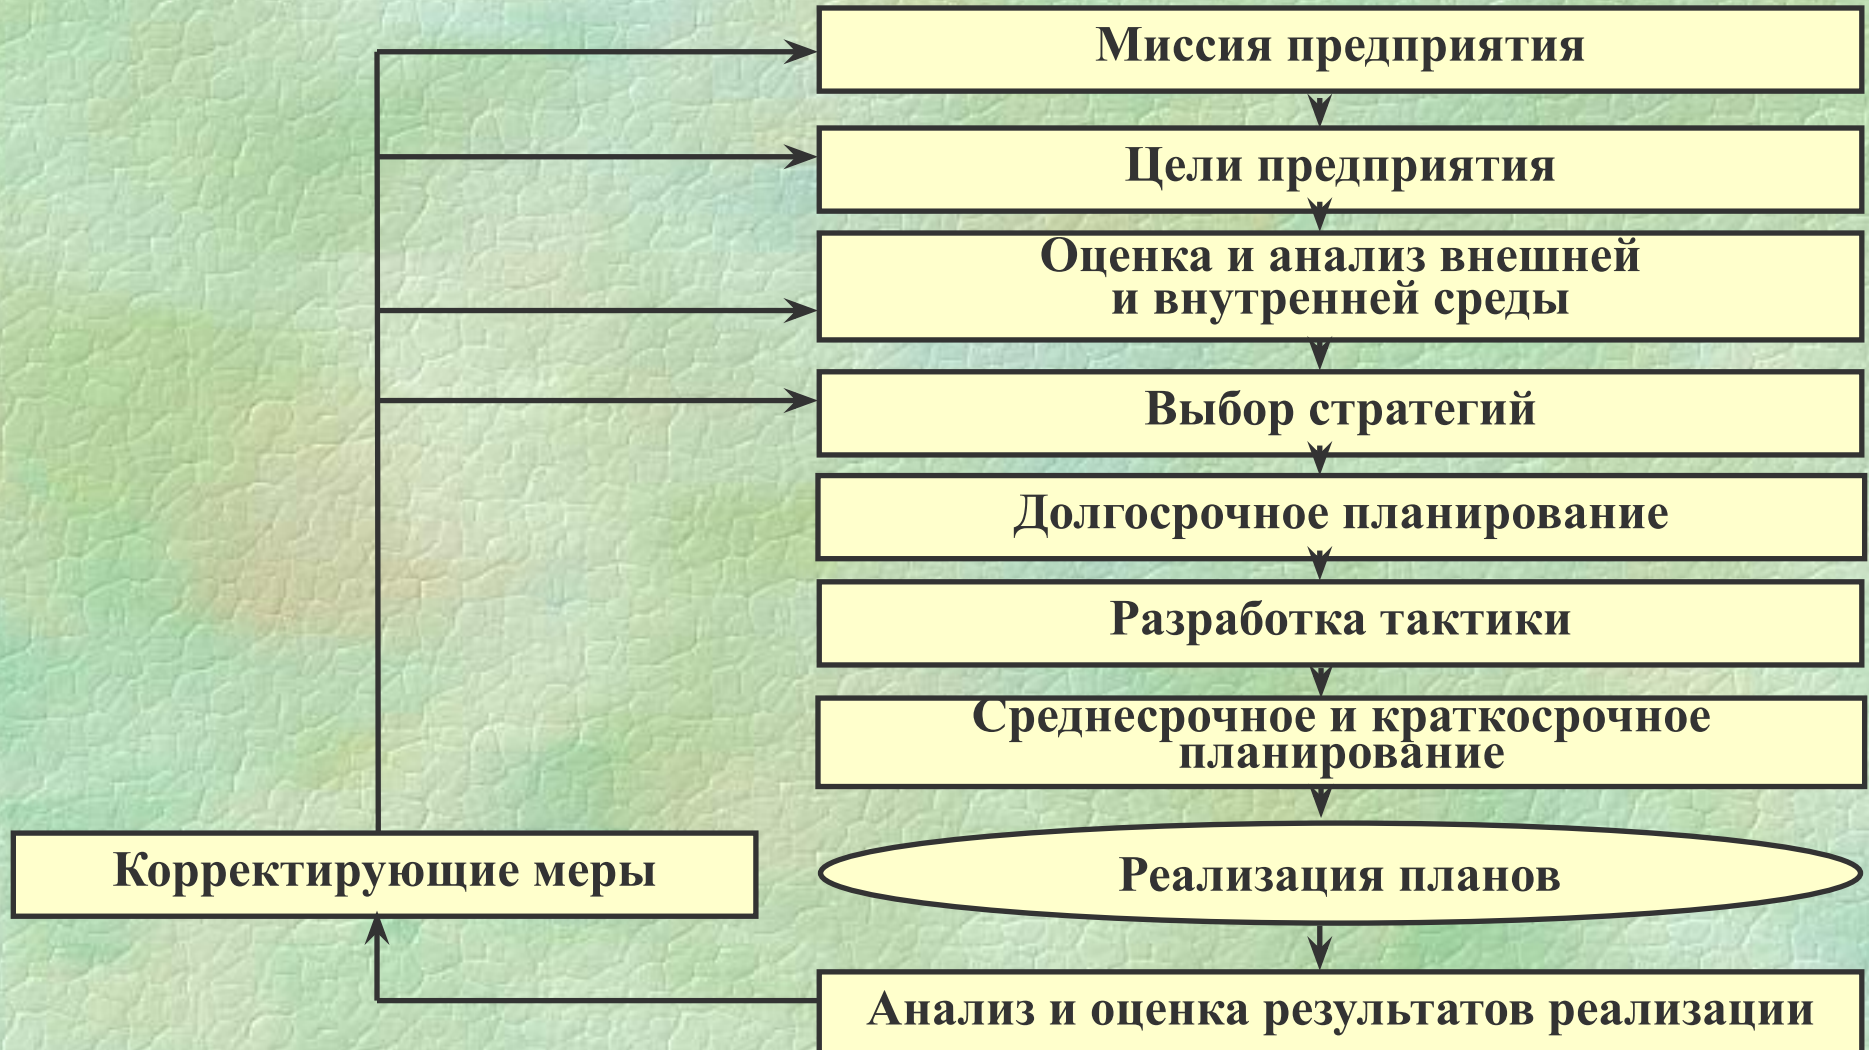 Миссия предприятия
Цели предприятия
Оценка и анализ внешней
и внутренней среды
Выбор стратегий
Долгосрочное планирование
Разработка тактики
Среднесрочное и краткосрочное
планирование
Корректирующие меры
Реализация планов
Анализ и оценка результатов реализации